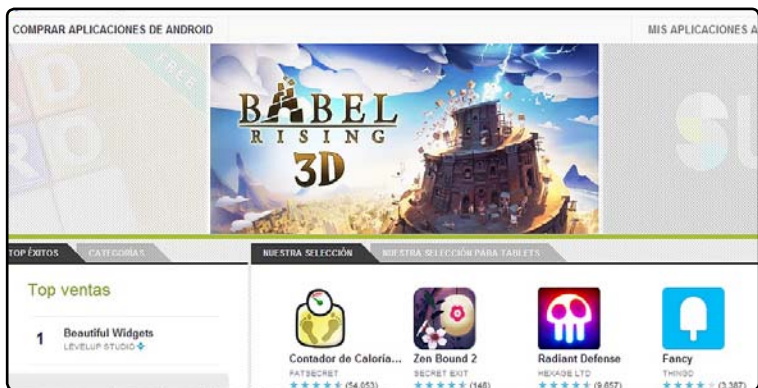 COMPRAR APLICACIONES DE ANDROID
MIS APLICACIONES A
FREE
BABEL
RISING
3D
TOP ÉXITOS
CATEGORÍAS
NUESTRA SELECCIÓN
NUESTRA SELECCIÓN PARA TABLETS
Top ventas
1
Beautiful Widgets
LEVELUP STUDIO
Contador de Caloría...
FATSECRET
(54,053)
Zen Bound 2
SECRET EXIT
(146)
Radiant Defense
HEXAGE LTD
(9,657)
Fancy
THINGD
(3,387)